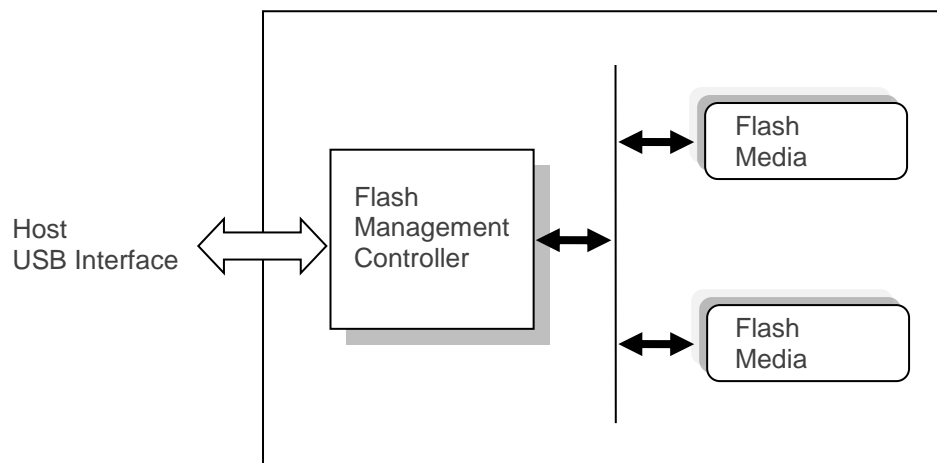 Host
USB Interface
Flash
Management
Controller
Flash
Media
Flash
Media